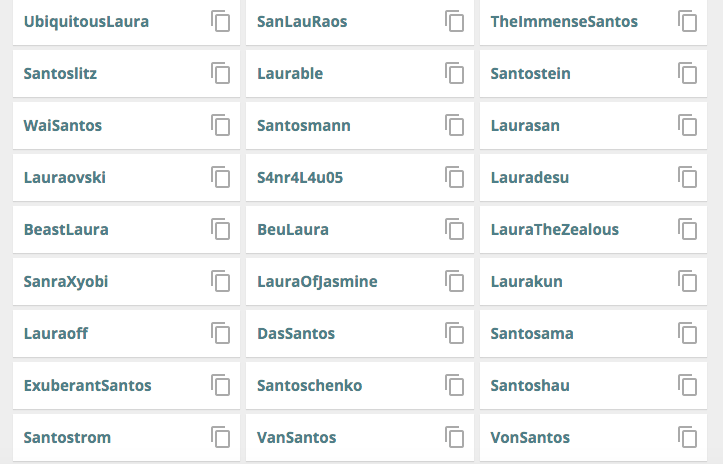 UbiquitousLaura SanLauRaos TheImmenseSantos
Santoslitz Laurable Santostein
WaiSantos Santosmann Laurasan
Lauraovski S4nr4L4u05 Lauradesu
BeastLaura BeuLaura LauraTheZealous
SanraXyobi LauraOfJasmine Laurakun
Lauraoff DasSantos Santosama
ExuberantSantos Santoschenko Santoshau
Santostrom VanSantos VonSantos